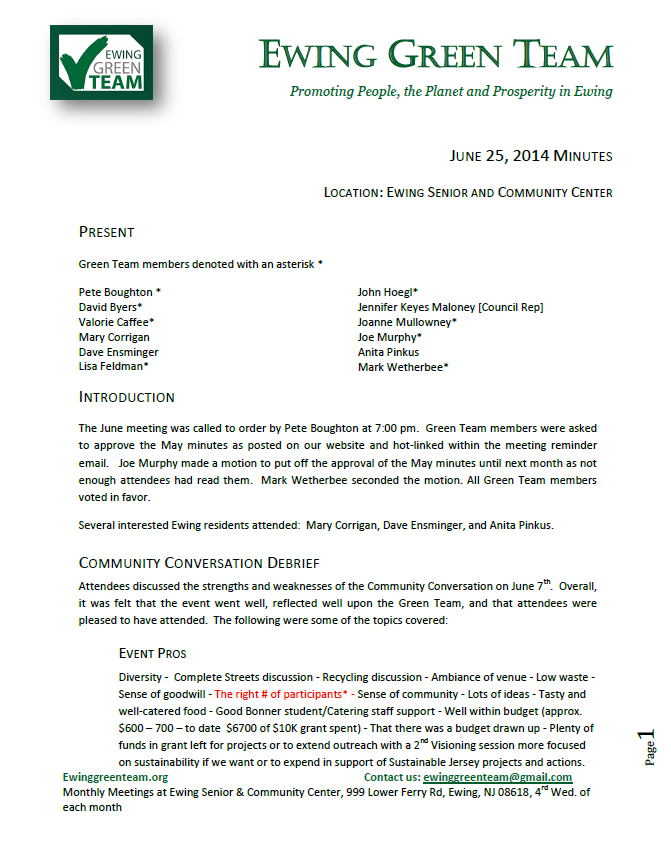 EWING
GREEN
TEAM
EWING GREEN TEAM
Promoting People, the Planet and Prosperity in Ewing
JUNE 25, 2014 MINUTES
LOCATION: EWING SENIOR AND COMMUNITY CENTER
PRESENT
Green Team members denoted with an asterisk *
Pete Boughton *
David Byers*
Valorie Caffee*
Mary Corrigan
Dave Ensminger
Lisa Feldman*
John Hoegl*
Jennifer Keyes Maloney [Council Rep]
Joanne Mullowney*
Joe Murphy*
Anita Pinkus
Mark Wetherbee*
INTRODUCTION
The June meeting was called to order by Pete Boughton at 7:00 pm. Green Team members were asked
to approve the May minutes as posted on our website and hot-linked within the meeting reminder
email. Joe Murphy made a motion to put off the approval of the May minutes until next month as not
enough attendees had read them. Mark Wetherbee seconded the motion. All Green Team members
voted in favor.
Several interested Ewing residents attended: Mary Corrigan, Dave Ensminger, and Anita Pinkus.
COMMUNITY CONVERSATION DEBRIEF
Attendees discussed the strengths and weaknesses of the Community Conversation on June 7th. Overall,
it was felt that the event went well, reflected well upon the Green Team, and that attendees were
pleased to have attended. The following were some of the topics covered:
EVENT PROS
Diversity - Complete Streets discussion - Recycling discussion - Ambiance of venue - Low waste -
Sense of goodwill - The right # of participants* - Sense of community - Lots of ideas - Tasty and
well-catered food - Good Bonner student/Catering staff support - Well within budget (approx.
$600 – 700 – to date $6700 of $10K grant spent) - That there was a budget drawn up - Plenty of
funds in grant left for projects or to extend outreach with a 2nd Visioning session more focused
on sustainability if we want or to expend in support of Sustainable Jersey projects and actions.
Page 1
Ewinggreenteam.org Contact us: ewinggreenteam@gmail.com
Monthly Meetings at Ewing Senior & Community Center, 999 Lower Ferry Rd, Ewing, NJ 08618, 4rd Wed. of
each month